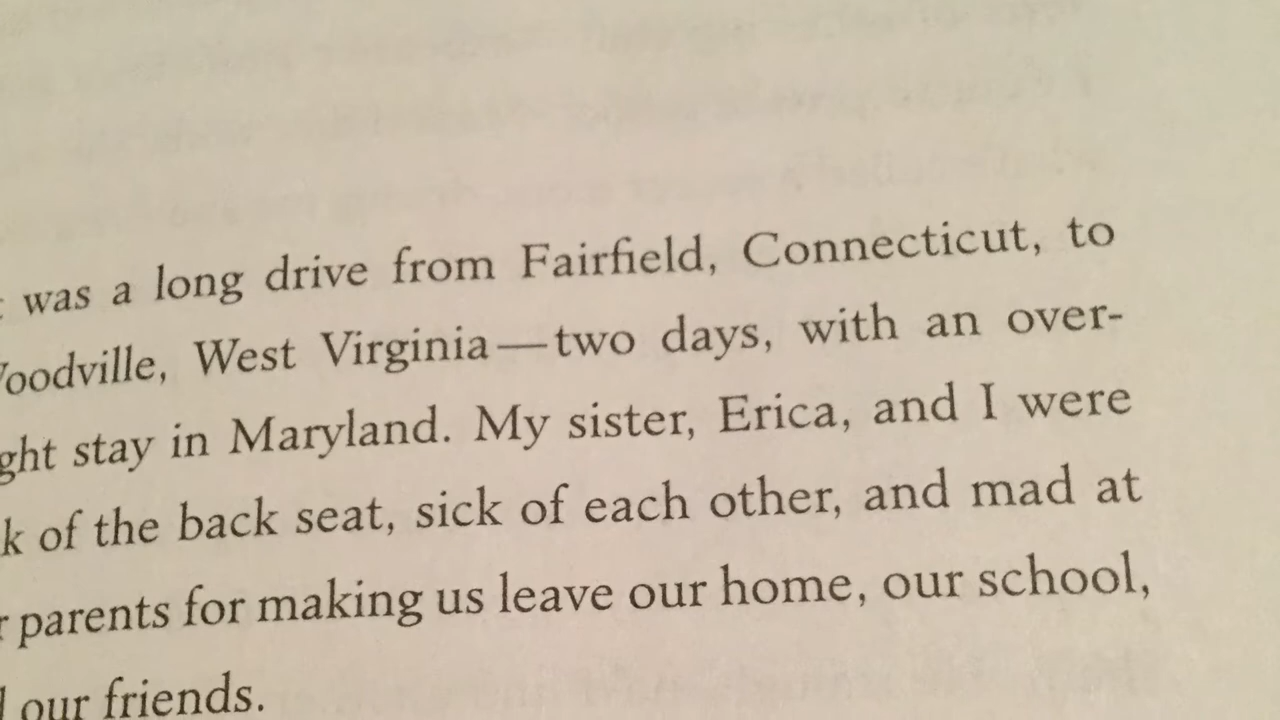 was a long drive from Fairfield, Connecticut, to
oodville, West Virginia—two days, with an over-
ght stay in Maryland. My sister, Erica, and I were
k of the back seat, sick of each other, and mad at
r parents for making us leave our home, our school,
our friends.